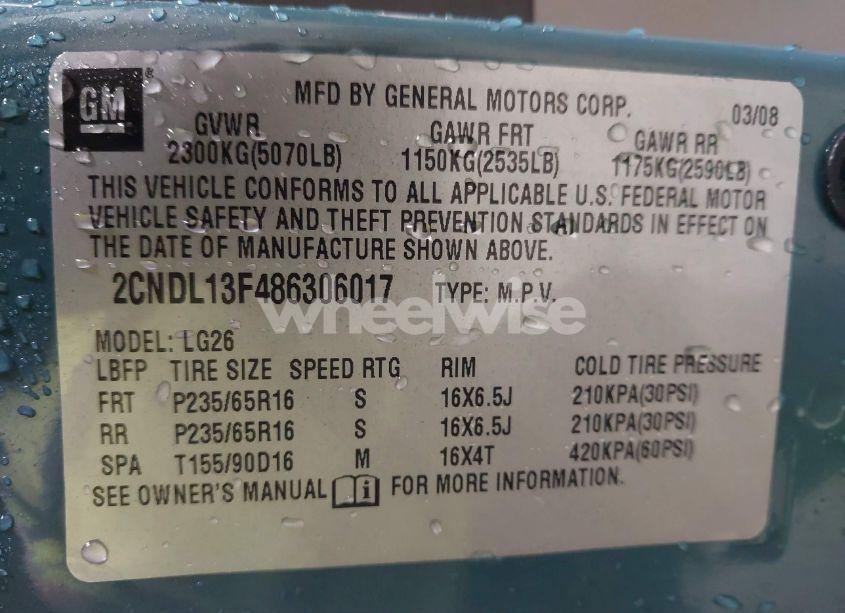 GM
®
MFD BY GENERAL MOTORS CORP. 03/08
GVWR GAWR FRT GAWR RR
2300KG(5070LB) 1150KG(2535LB) 1175KG(2590LB)
THIS VEHICLE CONFORMS TO ALL APPLICABLE U.S. FEDERAL MOTOR
VEHICLE SAFETY AND THEFT PREVENTION STANDARDS IN EFFECT ON
THE DATE OF MANUFACTURE SHOWN ABOVE.
2CNDL13F486306017 TYPE: M.P.V.
wheelwise
MODEL: LG26
LBFP TIRE SIZE SPEED RTG RIM COLD TIRE PRESSURE
FRT P235/65R16 S 16X6.5J 210KPA(30PSI)
RR P235/65R16 S 16X6.5J 210KPA(30PSI)
SPA T155/90D16 M 16X4T 420KPA(60PSI)
SEE OWNER'S MANUAL i FOR MORE INFORMATION.